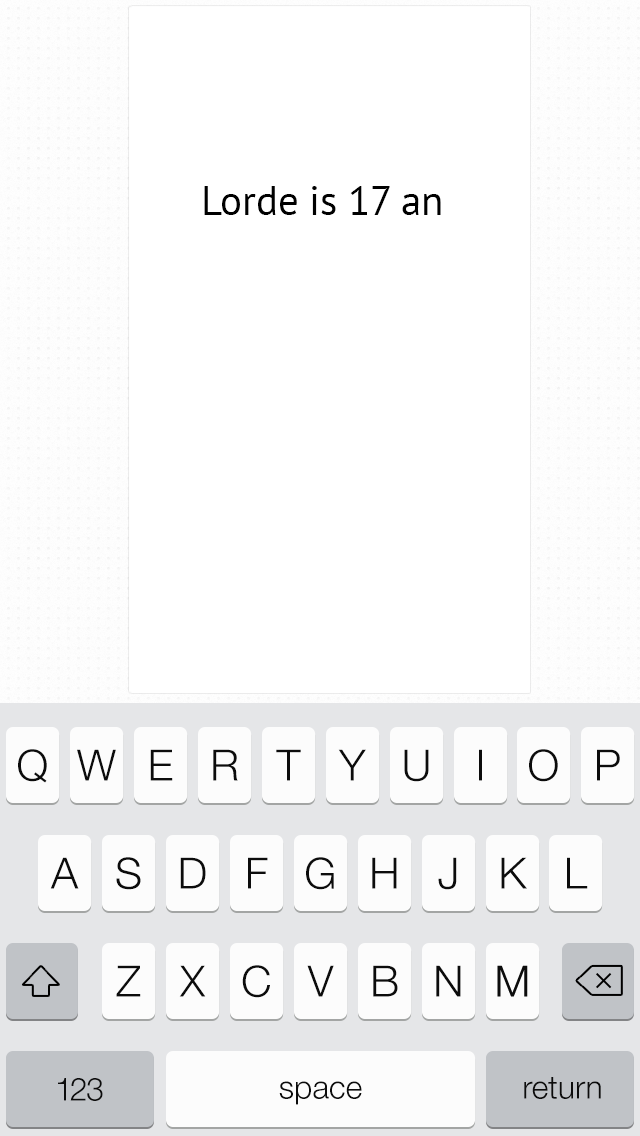 Lorde is 17 an
Q W E R T Y U I O P
A S D F G H J K L
Z X C V B N M
123 space return